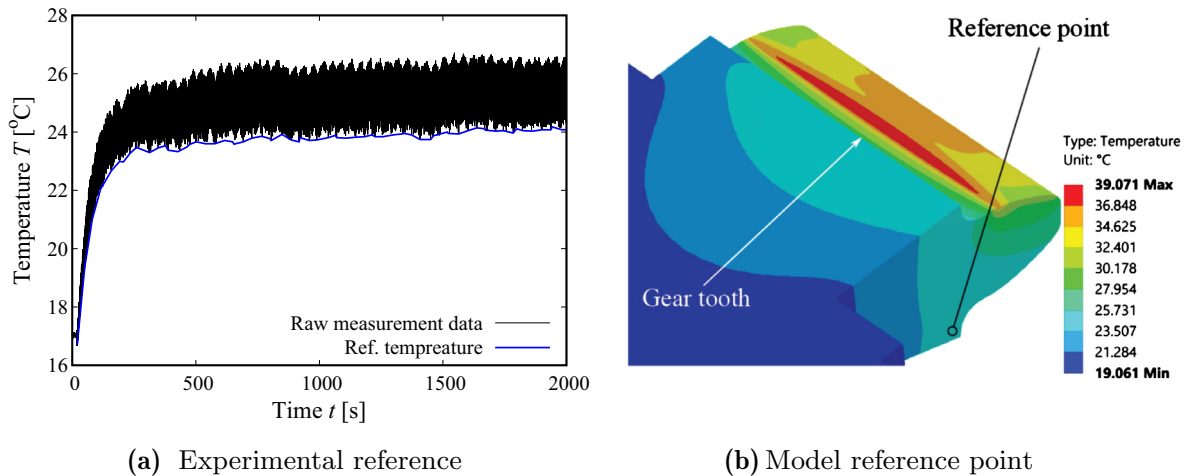 28
26
24
22
20
18
16
Temperature T [°C]
Raw measurement data
Ref. tempreature
0 500 1000 1500 2000
Time t [s]
(a) Experimental reference
Reference point
Gear tooth
Type: Temperature
Unit: °C
39.071 Max
36.848
34.625
32.401
30.178
27.954
25.731
23.507
21.284
19.061 Min
(b) Model reference point